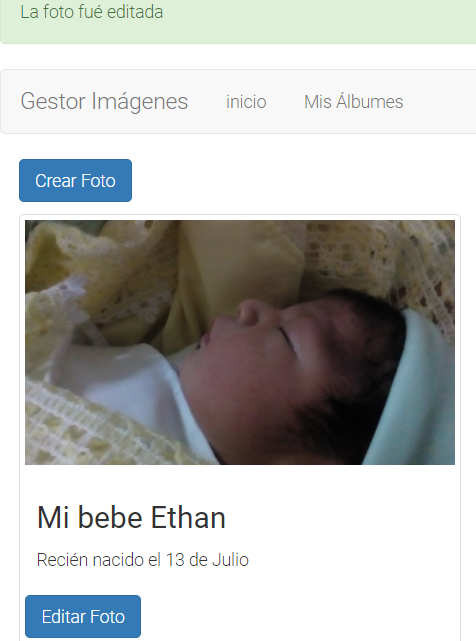 La foto fué editada
Gestor Imágenes inicio Mis Álbumes
Crear Foto
Mi bebe Ethan
Recién nacido el 13 de Julio
Editar Foto